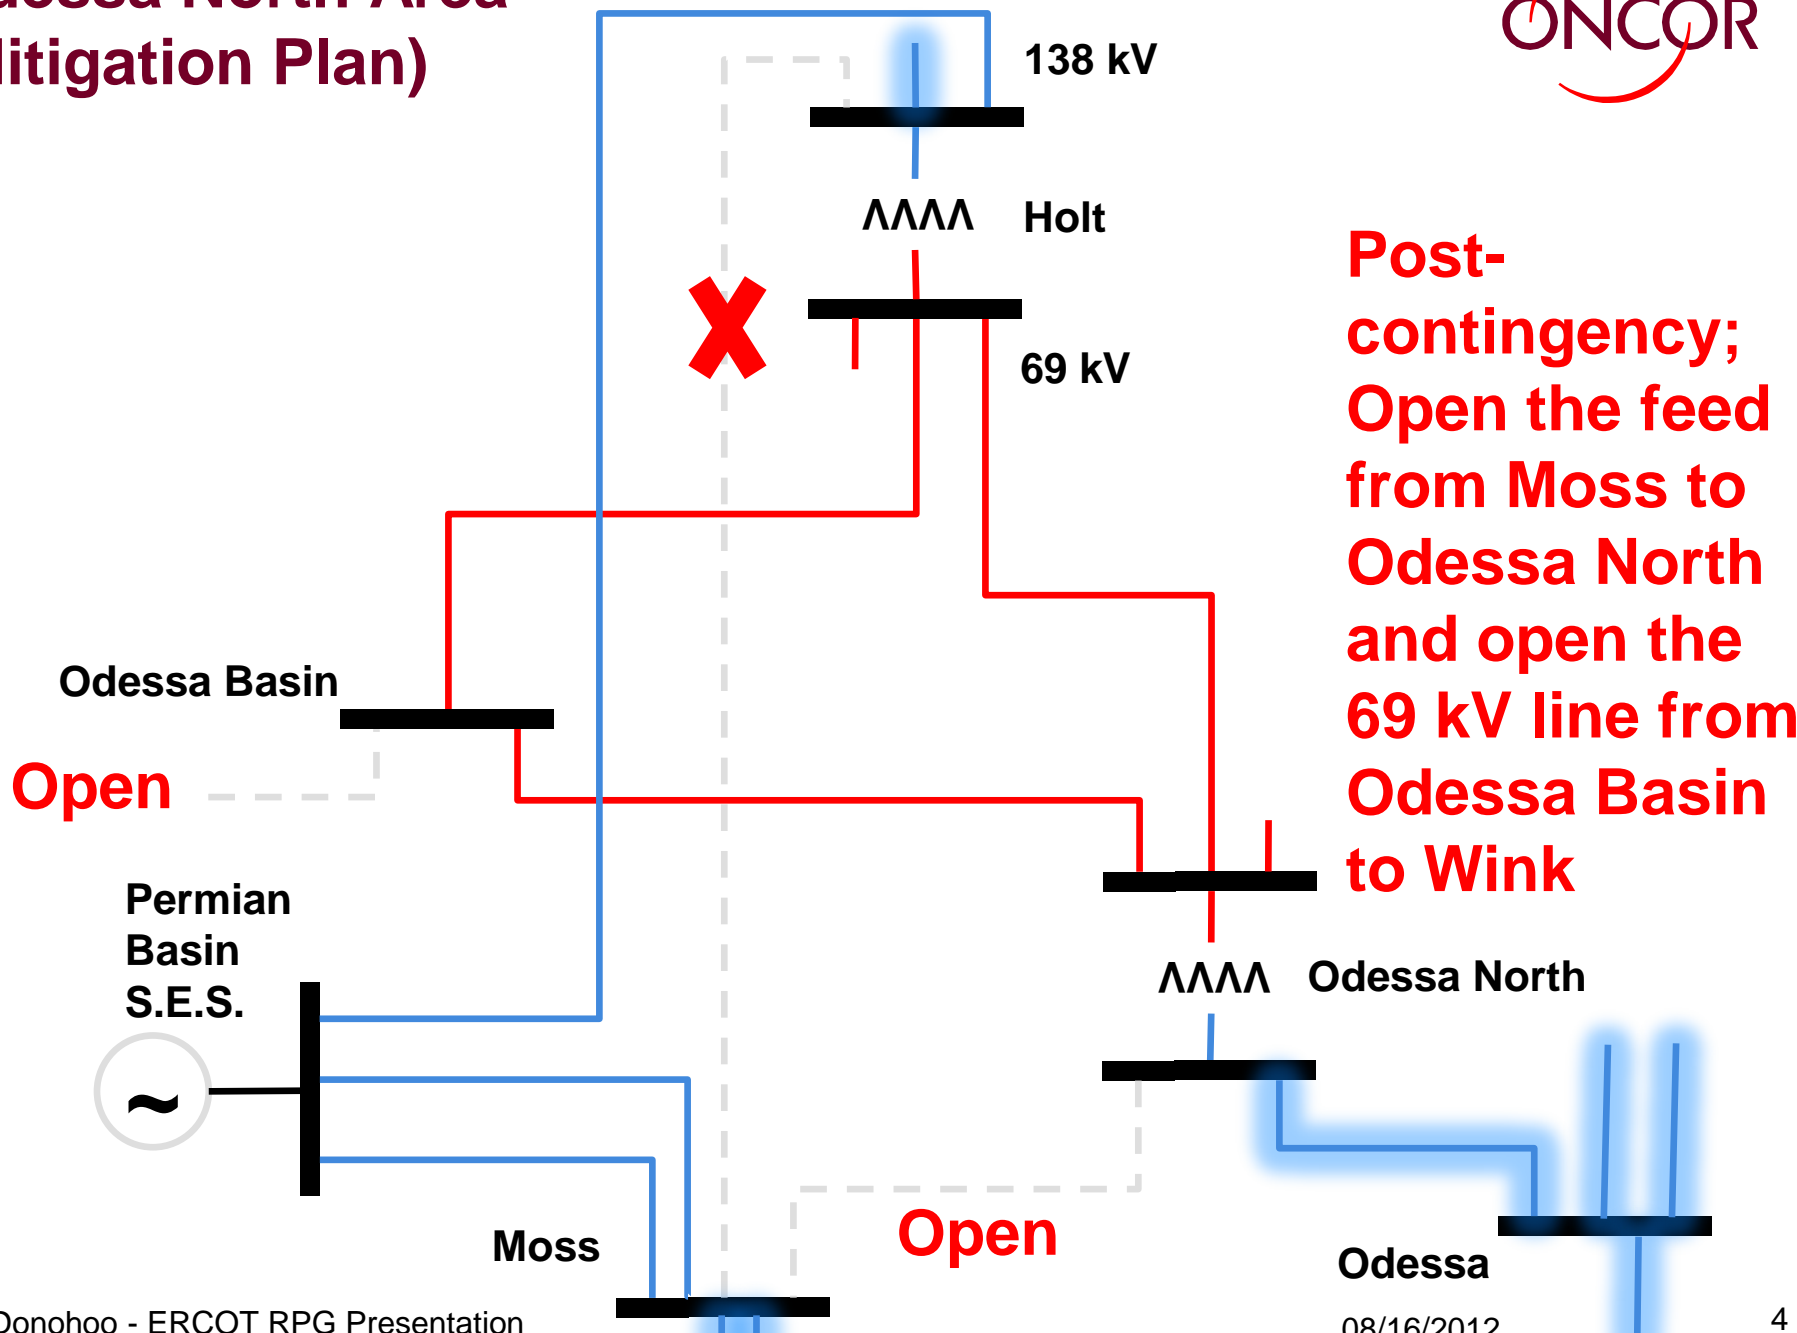 North Area
Plan)
ONCOR
138 kV
Holt
69 kV
Post-
contingency;
Open the feed
from Moss to
Odessa North
and open the
69 kV line from
Odessa Basin
to Wink
Odessa Basin
Open
Permian
Basin
S.E.S.
~
Odessa North
Moss
Open
Odessa
Donohoo - ERCOT RPG Presentation
08/16/2012
4